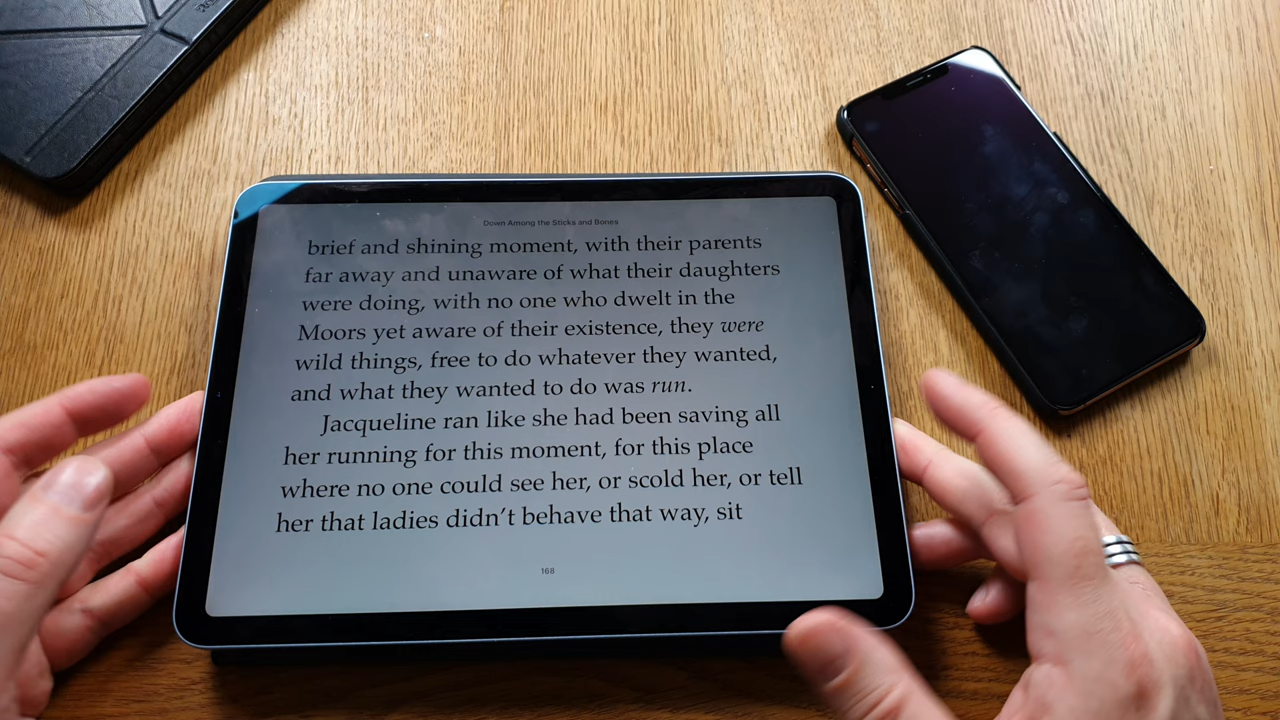 Down Among the Sticks and Bones
brief and shining moment, with their parents
far away and unaware of what their daughters
were doing, with no one who dwelt in the
Moors yet aware of their existence, they were
wild things, free to do whatever they wanted,
and what they wanted to do was run.
Jacqueline ran like she had been saving all
her running for this moment, for this place
where no one could see her, or scold her, or tell
her that ladies didn’t behave that way, sit
168